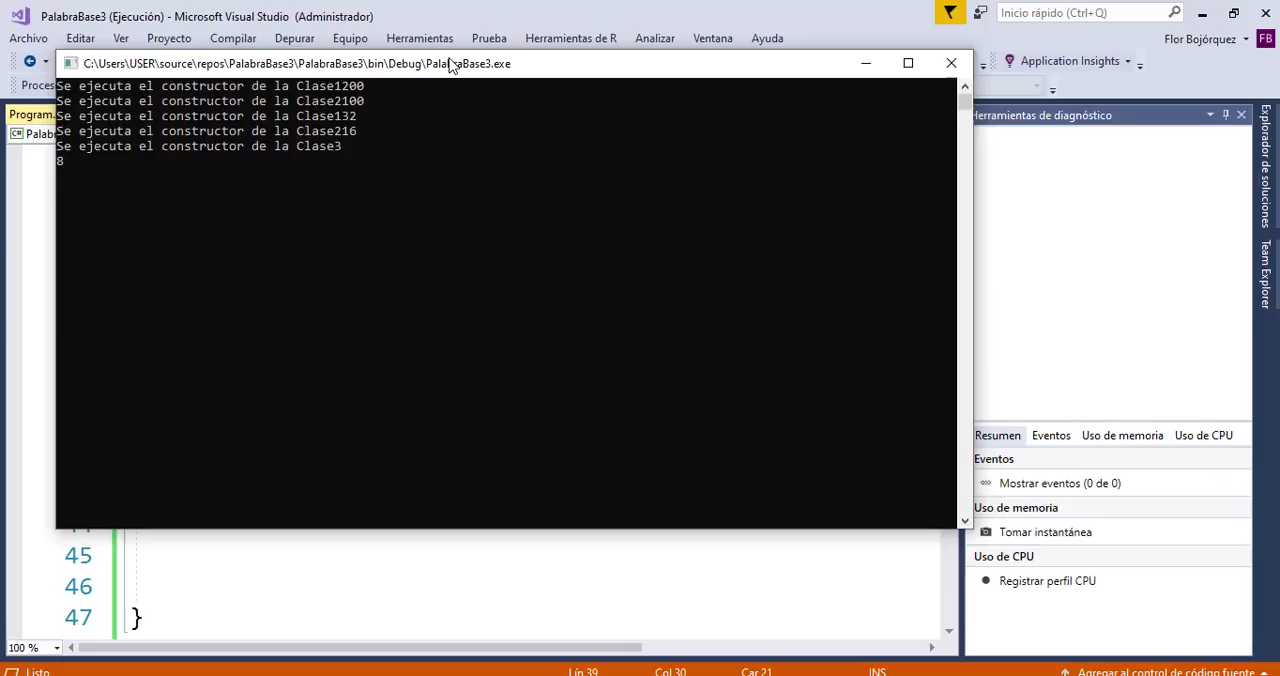 PalabraBase3 (Ejecución) - Microsoft Visual Studio (Administrador)
Inicio rápido (Ctrl+Q)
Archivo Editar Ver Proyecto Compilar Depurar Equipo Herramientas Prueba Herramientas de R Analizar Ventana Ayuda
Flor Bojórquez FB
C:\Users\USER\source\repos\PalabraBase3\PalabraBase3\bin\Debug\PalabraBase3.exe
Application Insights
Proces
Program.
C# Palab
Se ejecuta el constructor de la Clase1200
Se ejecuta el constructor de la Clase2100
Se ejecuta el constructor de la Clase132
Se ejecuta el constructor de la Clase216
Se ejecuta el constructor de la Clase3
8
Herramientas de diagnóstico
Explorador de soluciones
Team Explorer
Resumen Eventos Uso de memoria Uso de CPU
Eventos
Mostrar eventos (0 de 0)
Uso de memoria
Tomar instantánea
Uso de CPU
Registrar perfil CPU
45
46
47 }
100 %
Listo Lín 39 Col 30 Car 21 INS Agregar al control de código fuente